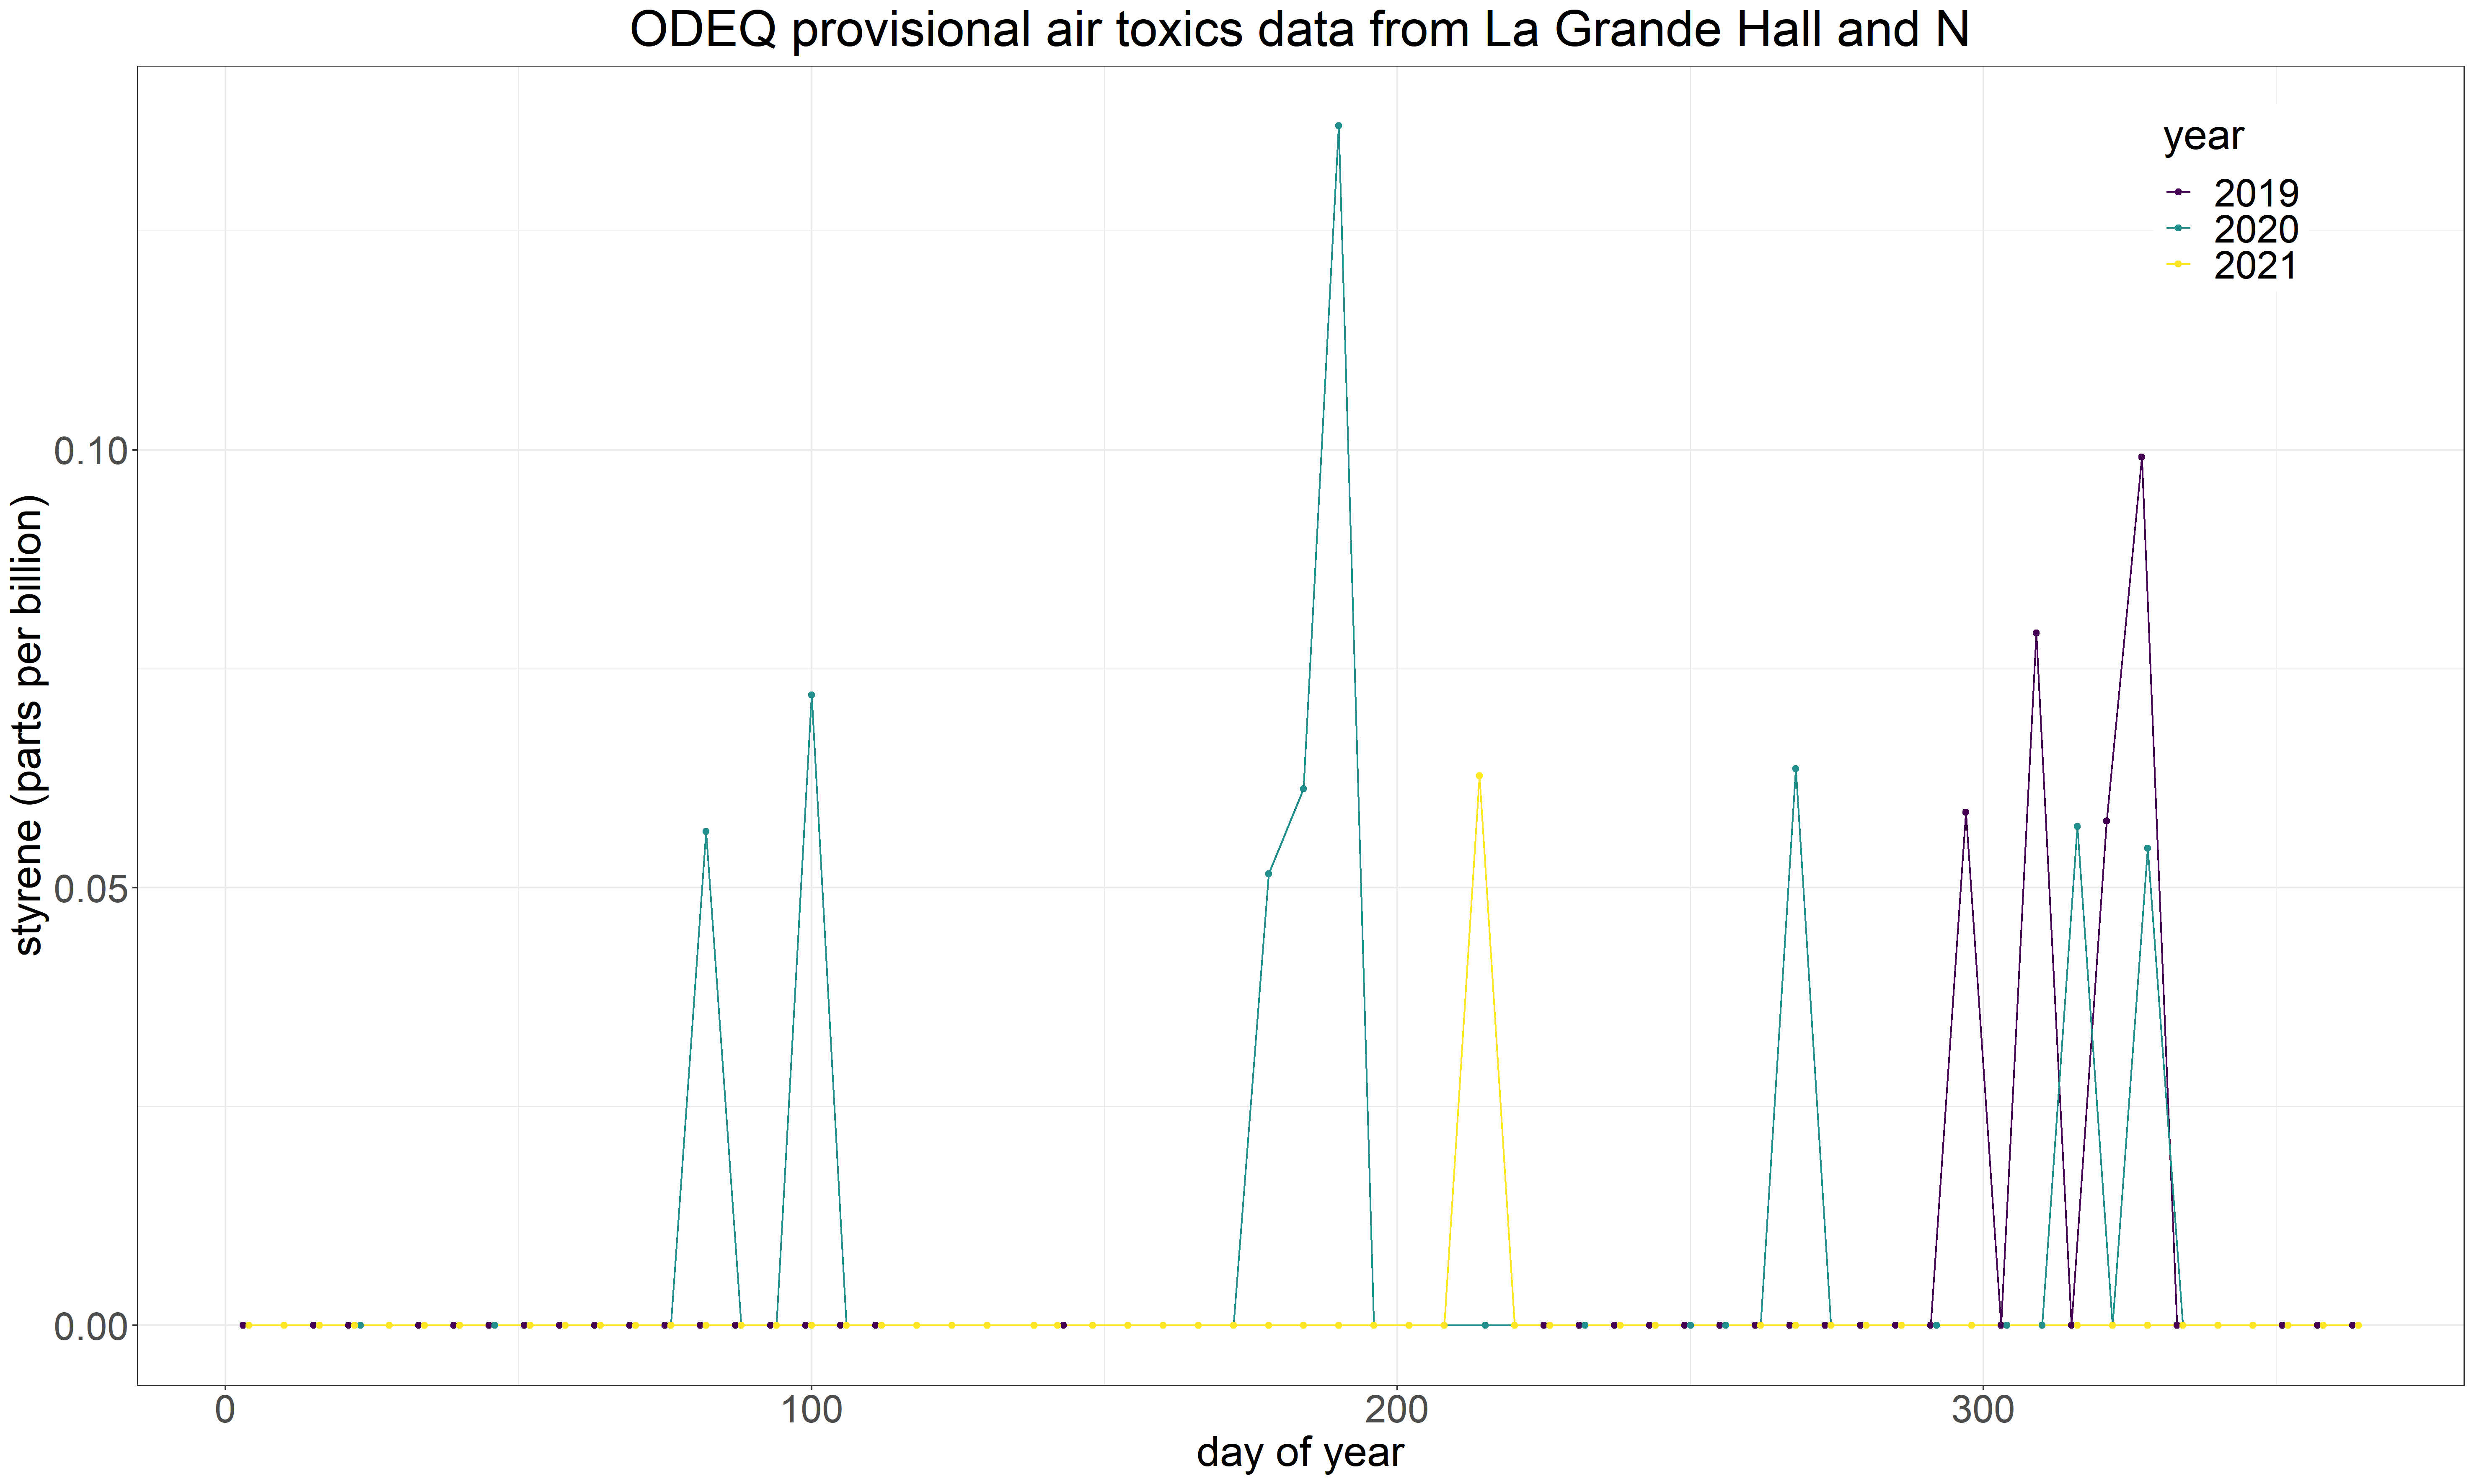 ODEQ provisional air toxics data from La Grande Hall and N
year
2019
2020
2021
0.10
0.05
0.00
styrene (parts per billion)
0 100 200 300
day of year